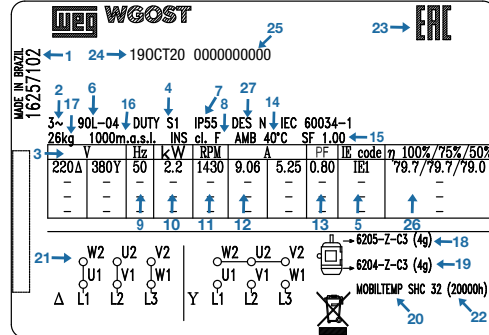 weg WGOST EAC
25
23
24 19OCT20 0000000000
MADE IN BRAZIL
16257102
1
2 6 4 7 27
17 16 8 14
3~ 90L-04 DUTY S1 IP55 DES N IEC 60034-1
26kg 1000m.a.s.l. INS cl. F AMB 40°C SF 1.00 15
3 V Hz kW RPM A PF IE code η 100%/75%/50%
220Δ 380Y 50 2.2 1430 9.06 5.25 0.80 IE1 79.7/79.7/79.0
- - - - - - - - - -
- - - - - - - - - -
9 10 11 12 13 5 26
21 W2 U2 V2 W2 U2 V2
U1 V1 W1 U1 V1 W1
Δ L1 L2 L3 Y L1 L2 L3
6205-Z-C3 (4g) 18
6204-Z-C3 (4g) 19
MOBILTEMP SHC 32 (20000h)
20 22